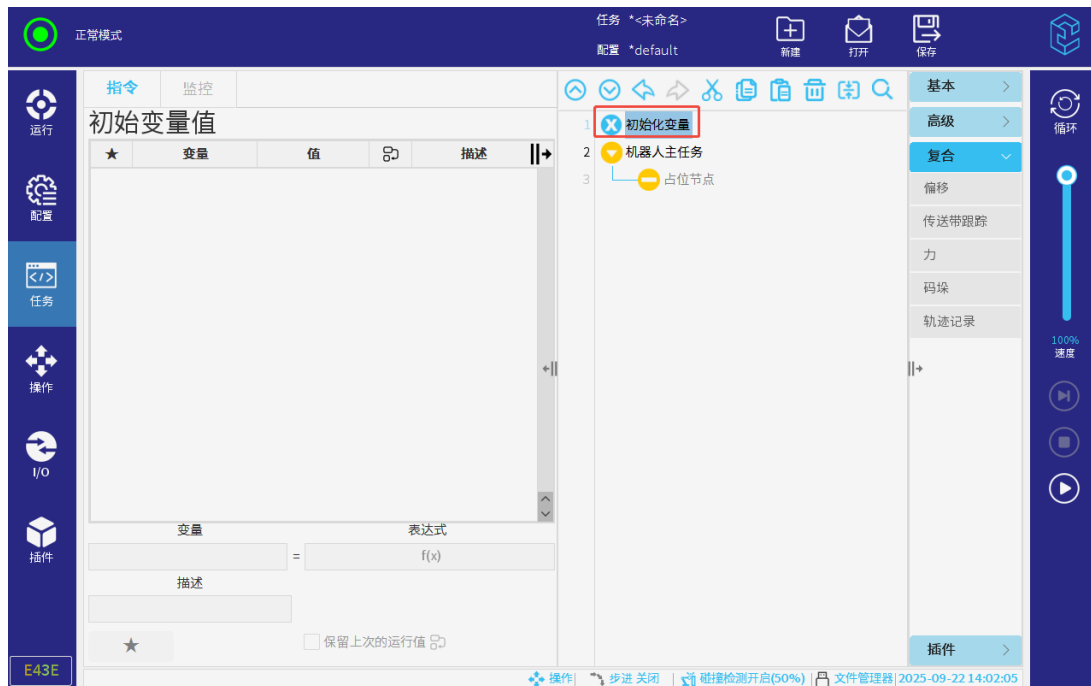 正常模式
任务 *<未命名>
配置 *default
新建
打开
保存
运行
配置
任务
操作
I/O
插件
E43E
指令 监控
初始变量值
★ 变量 值 描述
变量 表达式
= f(x)
描述
★ 保留上次的运行值
1 初始化变量
2 机器人主任务
3 占位节点
基本
高级
复合
偏移
传送带跟踪
力
码垛
轨迹记录
插件
循环
100%
速度
操作 步进 关闭 碰撞检测开启(50%) 文件管理器 2025-09-22 14:02:05